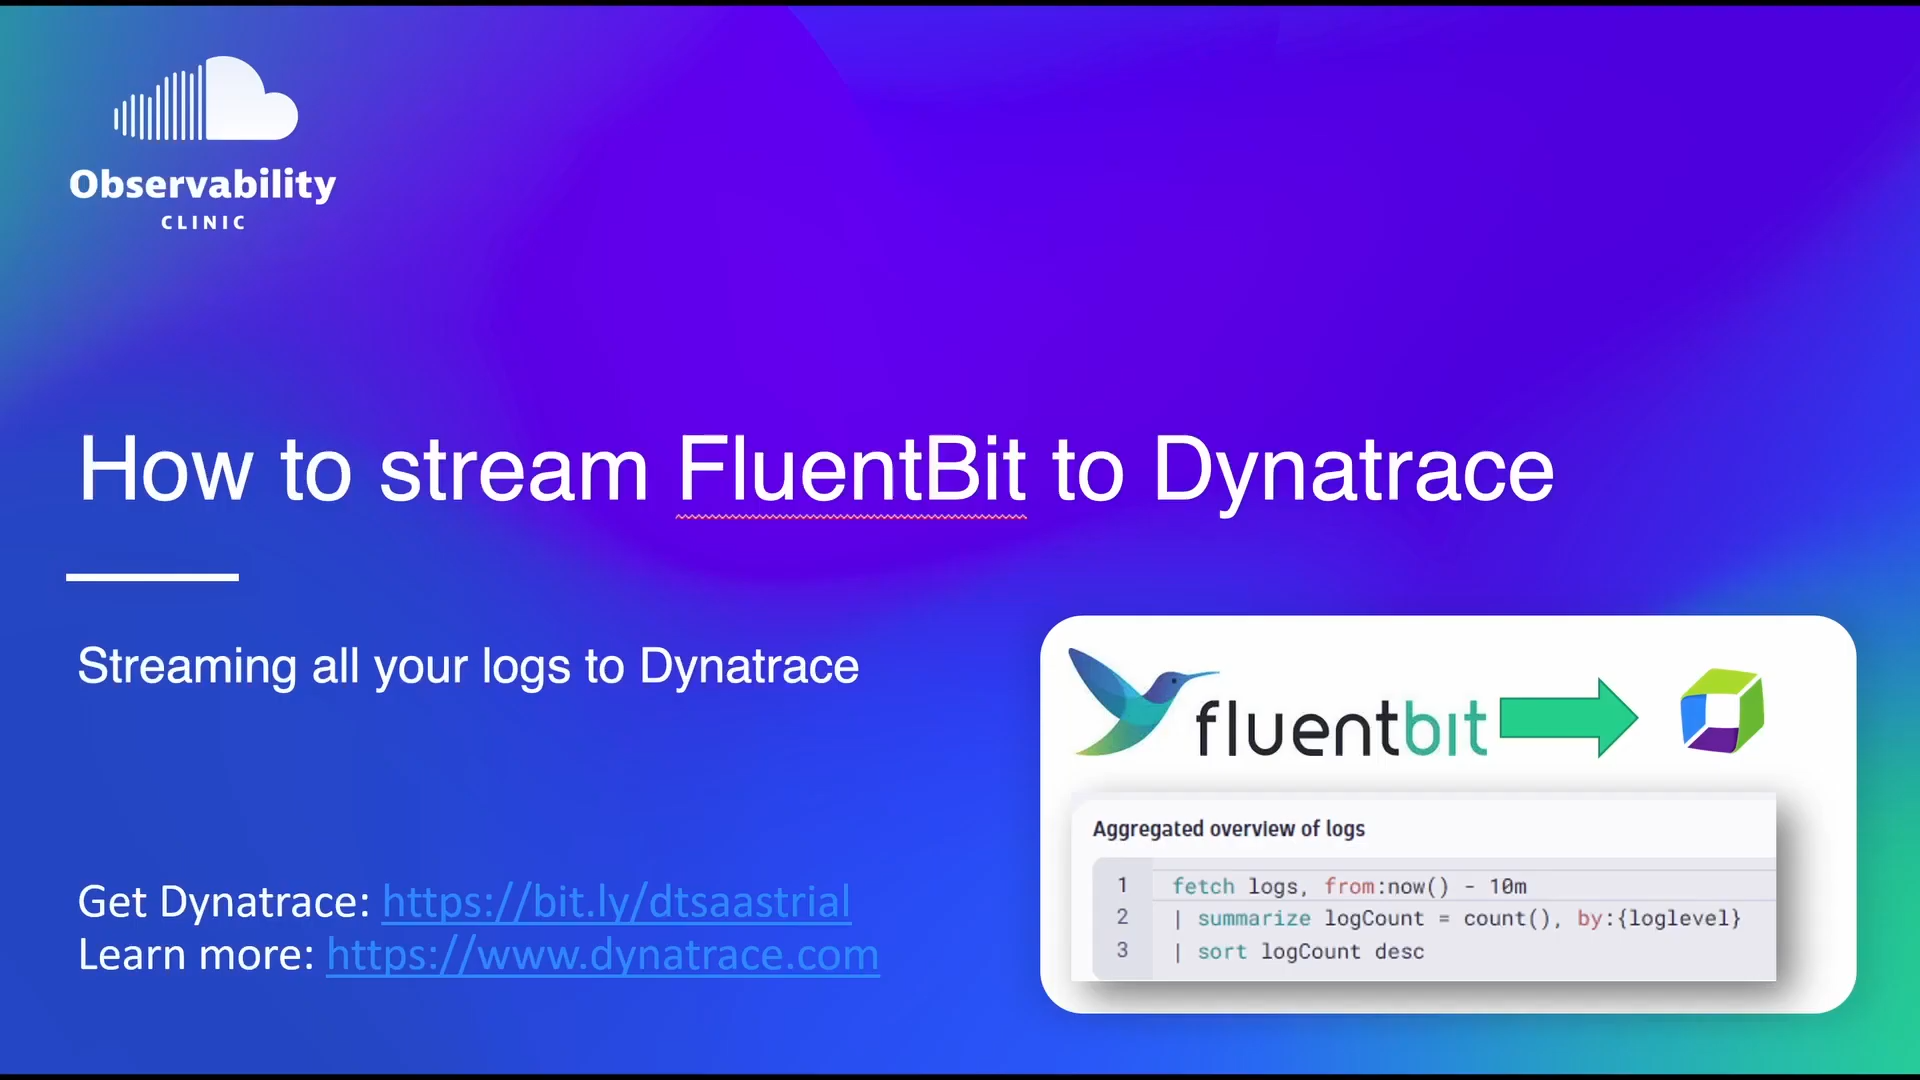 Observability
CLINIC
How to stream FluentBit to Dynatrace
Streaming all your logs to Dynatrace
fluentbit
Aggregated overview of logs
1 fetch logs, from:now() - 10m
2 | summarize logCount = count(), by:{loglevel}
3 | sort logCount desc
Get Dynatrace: https://bit.ly/dtsaastrial
Learn more: https://www.dynatrace.com